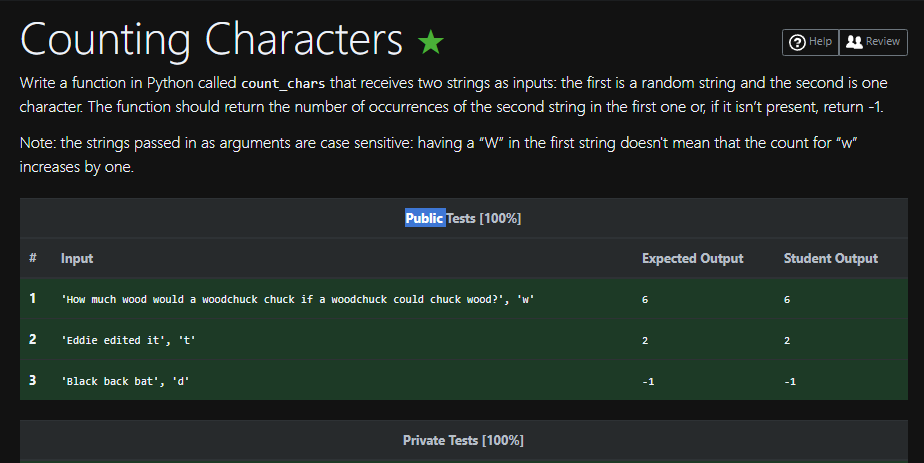 Counting Characters
Help
Review
Write a function in Python called count_chars that receives two strings as inputs: the first is a random string and the second is one
character. The function should return the number of occurrences of the second string in the first one or, if it isn’t present, return -1.
Note: the strings passed in as arguments are case sensitive: having a “W” in the first string doesn't mean that the count for “w”
increases by one.
Public Tests [100%]
# Input Expected Output Student Output
1 'How much wood would a woodchuck chuck if a woodchuck could chuck wood?', 'w' 6 6
2 'Eddie edited it', 't' 2 2
3 'Black back bat', 'd' -1 -1
Private Tests [100%]